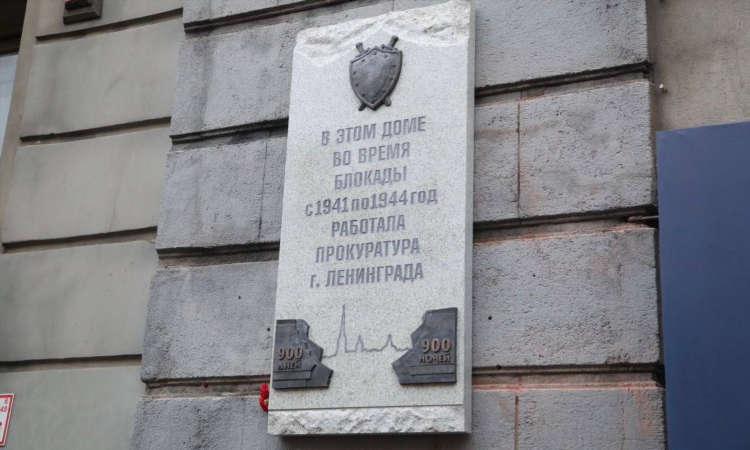 В ЭТОМ ДОМЕ
ВО ВРЕМЯ
БЛОКАДЫ
с 1941 по 1944 год
РАБОТАЛА
ПРОКУРАТУРА
г. ЛЕНИНГРАДА
900
ДНЕЙ
900
НОЧЕЙ